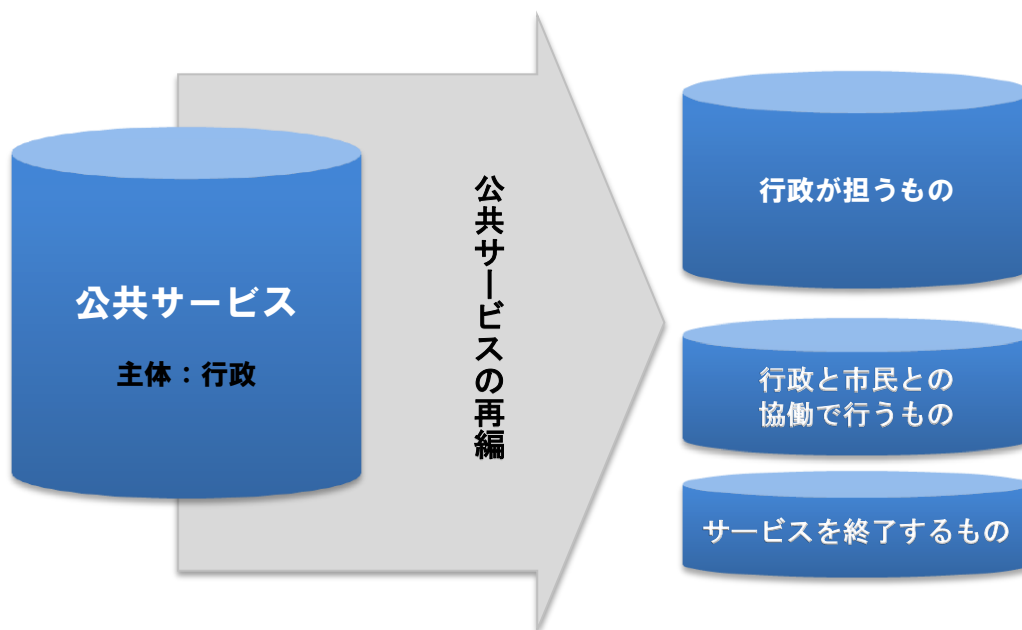 公共サービス
主体：行政
公共サービスの再編
行政が担うもの
行政と市民との
協働で行うもの
サービスを終了するもの